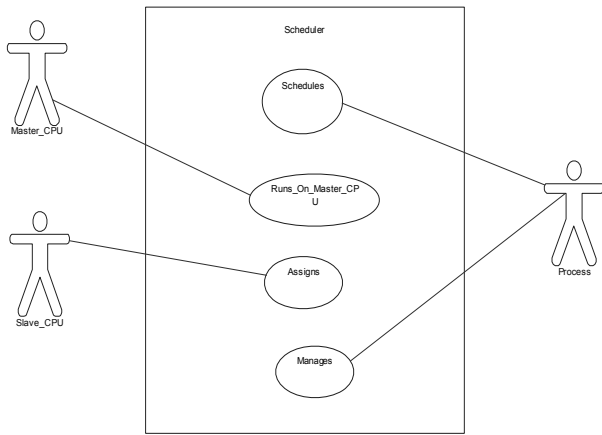 Scheduler
Schedules
Master_CPU
Runs_On_Master_CP
U
Process
Assigns
Slave_CPU
Manages